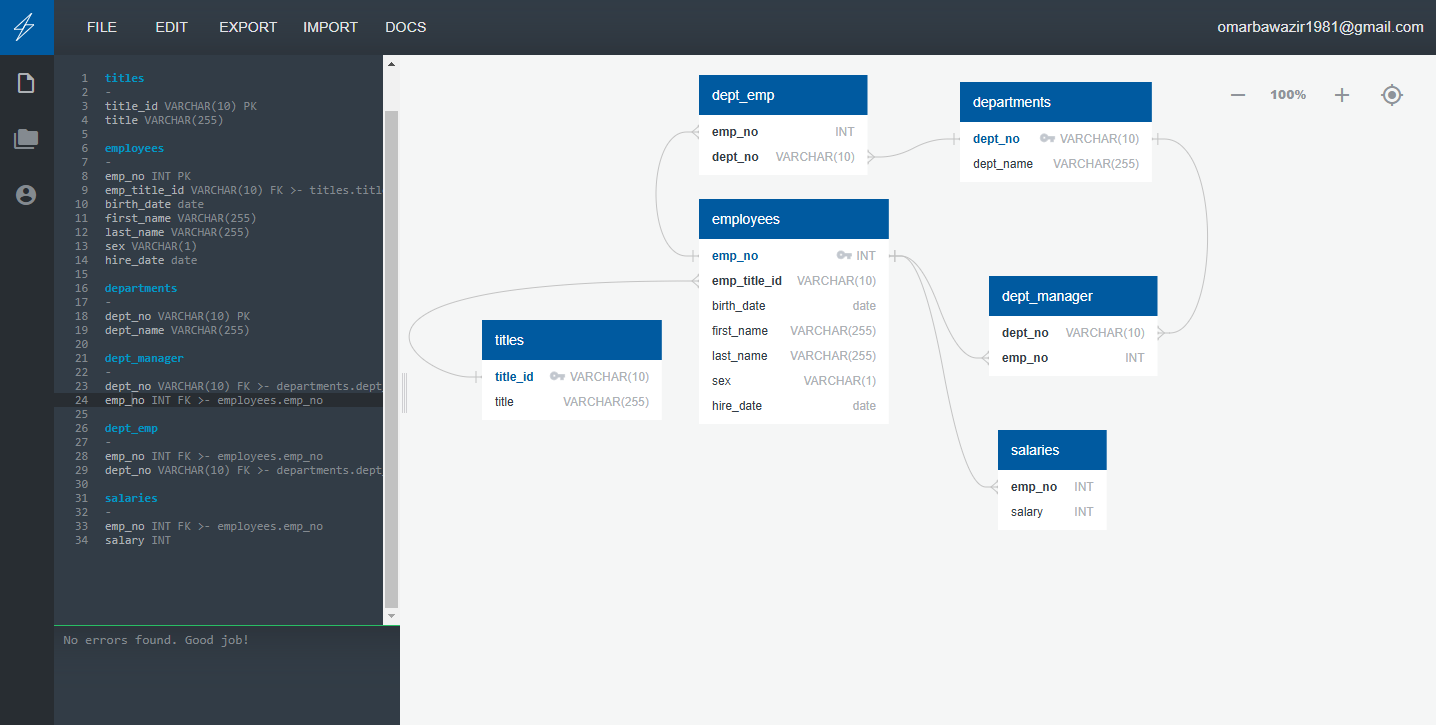 FILE EDIT EXPORT IMPORT DOCS omarbawazir1981@gmail.com
1 titles
2 -
3 title_id VARCHAR(10) PK
4 title VARCHAR(255)
5
6 employees
7 -
8 emp_no INT PK
9 emp_title_id VARCHAR(10) FK >- titles.titl
10 birth_date date
11 first_name VARCHAR(255)
12 last_name VARCHAR(255)
13 sex VARCHAR(1)
14 hire_date date
15
16 departments
17 -
18 dept_no VARCHAR(10) PK
19 dept_name VARCHAR(255)
20
21 dept_manager
22 -
23 dept_no VARCHAR(10) FK >- departments.dept_
24 emp_no INT FK >- employees.emp_no
25
26 dept_emp
27 -
28 emp_no INT FK >- employees.emp_no
29 dept_no VARCHAR(10) FK >- departments.dept_
30
31 salaries
32 -
33 emp_no INT FK >- employees.emp_no
34 salary INT
No errors found. Good job!
dept_emp
emp_no INT
dept_no VARCHAR(10)
departments
dept_no VARCHAR(10)
dept_name VARCHAR(255)
100%
employees
emp_no INT
emp_title_id VARCHAR(10)
birth_date date
first_name VARCHAR(255)
last_name VARCHAR(255)
sex VARCHAR(1)
hire_date date
titles
title_id VARCHAR(10)
title VARCHAR(255)
dept_manager
dept_no VARCHAR(10)
emp_no INT
salaries
emp_no INT
salary INT